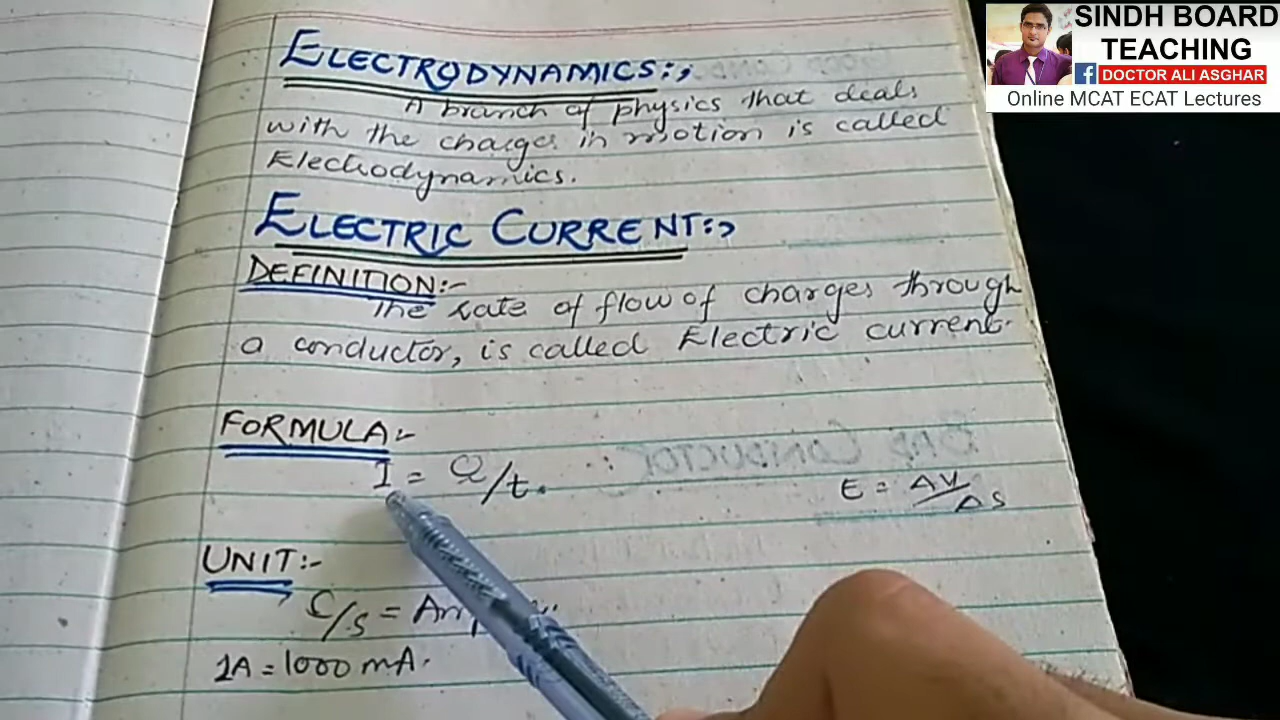 SINDH BOARD
TEACHING
f DOCTOR ALI ASGHAR
Online MCAT ECAT Lectures
ELECTRODYNAMICS:,
A branch of physics that deals
with the charges in motion is called
Electrodynamics.
ELECTRIC CURRENT:,
DEFINITION:-
The rate of flow of charges through
a conductor, is called Electric current.
FORMULA:-
I = Q/t.
E = ΔV/ΔS
UNIT:-
C/s =
1A = 1000 mA.